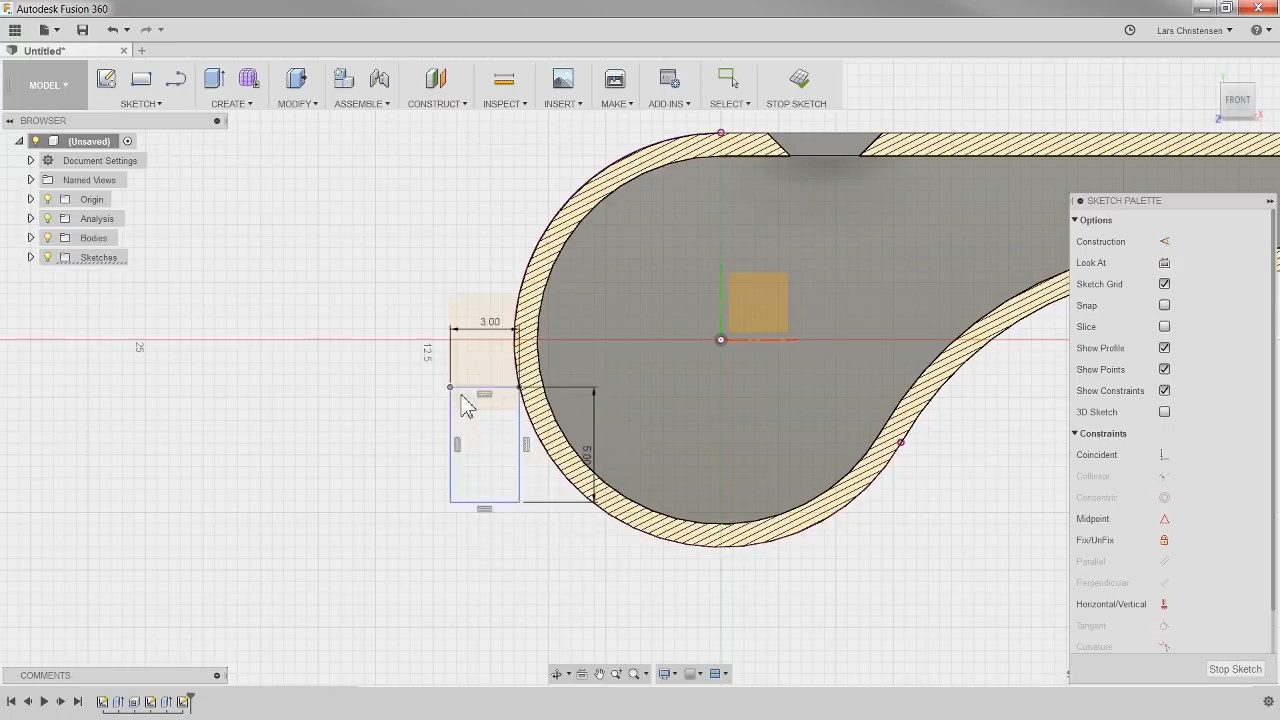 Autodesk Fusion 360
Lars Christensen
Untitled*
MODEL
SKETCH
CREATE
MODIFY
ASSEMBLE
CONSTRUCT
INSPECT
INSERT
MAKE
ADD-INS
SELECT
STOP SKETCH
BROWSER
FRONT
Y
X
Z
(Unsaved)
Document Settings
Named Views
Origin
Analysis
Bodies
Sketches
SKETCH PALETTE
Options
Construction
Look At
Sketch Grid
Snap
Slice
Show Profile
Show Points
Show Constraints
3D Sketch
Constraints
Coincident
Collinear
Concentric
Midpoint
Fix/UnFix
Parallel
Perpendicular
Horizontal/Vertical
Tangent
Curvature
3.00
25
12.5
5.00
Stop Sketch
COMMENTS